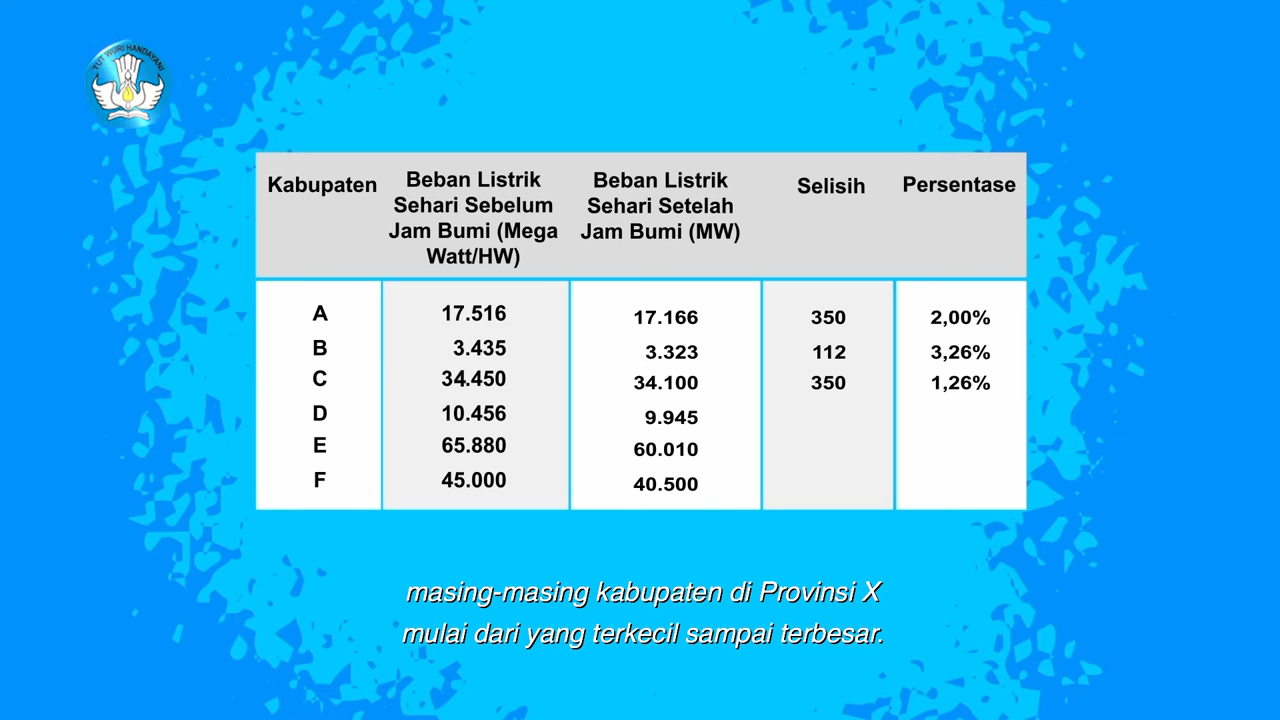 TUT WURI HANDAYANI
Kabupaten Beban Listrik Sehari Sebelum Jam Bumi (Mega Watt/HW) Beban Listrik Sehari Setelah Jam Bumi (MW) Selisih Persentase
A 17.516 17.166 350 2,00%
B 3.435 3.323 112 3,26%
C 34.450 34.100 350 1,26%
D 10.456 9.945
E 65.880 60.010
F 45.000 40.500
masing-masing kabupaten di Provinsi X
mulai dari yang terkecil sampai terbesar.